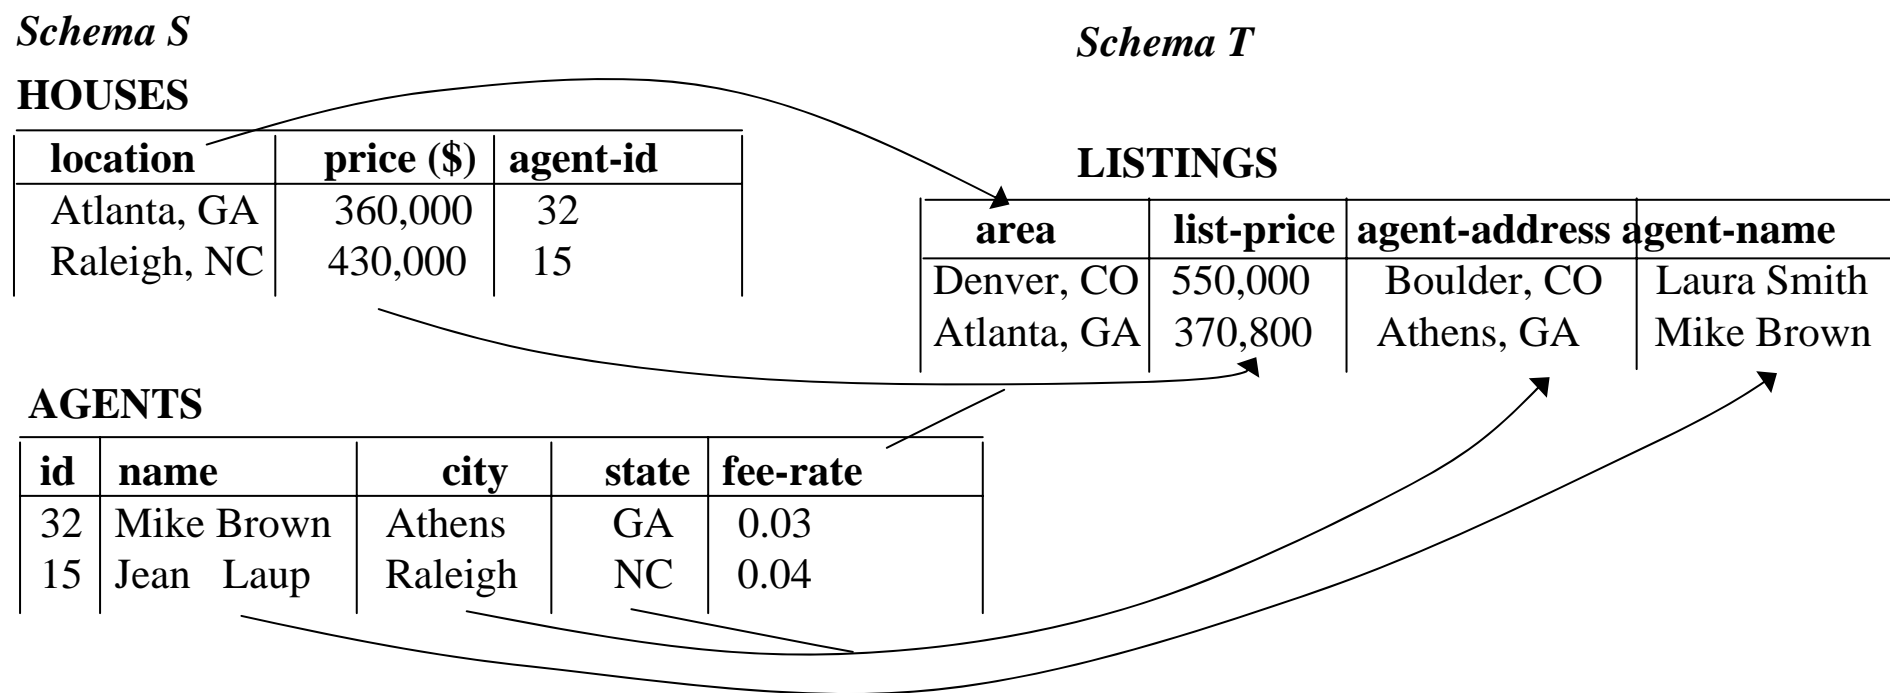 Schema S
HOUSES
location price ($) agent-id
Atlanta, GA 360,000 32
Raleigh, NC 430,000 15
AGENTS
id name city state fee-rate
32 Mike Brown Athens GA 0.03
15 Jean Laup Raleigh NC 0.04
Schema T
LISTINGS
area list-price agent-address agent-name
Denver, CO 550,000 Boulder, CO Laura Smith
Atlanta, GA 370,800 Athens, GA Mike Brown